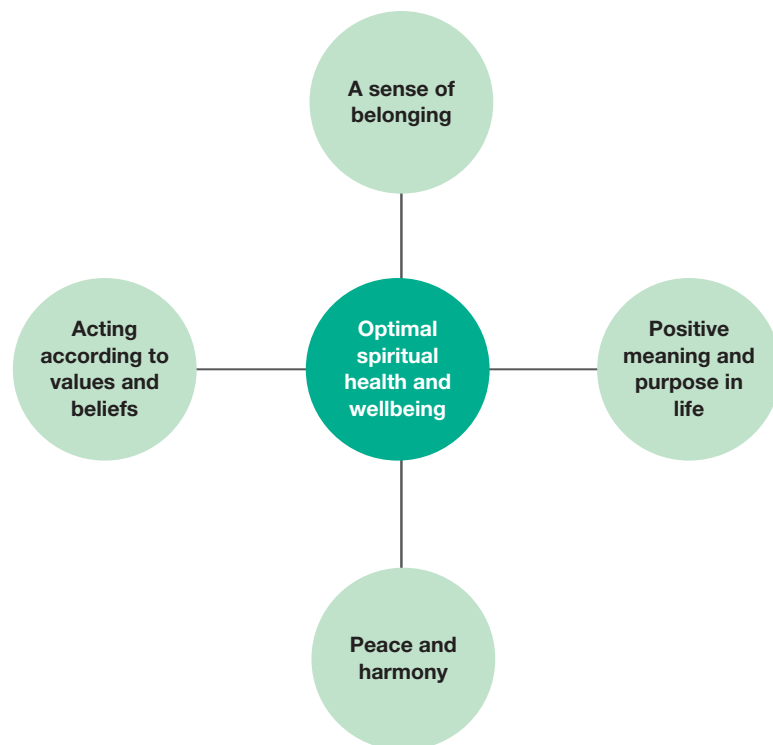 A sense of
belonging
Acting
according to
values and
beliefs
Optimal
spiritual
health and
wellbeing
Positive
meaning and
purpose in
life
Peace and
harmony